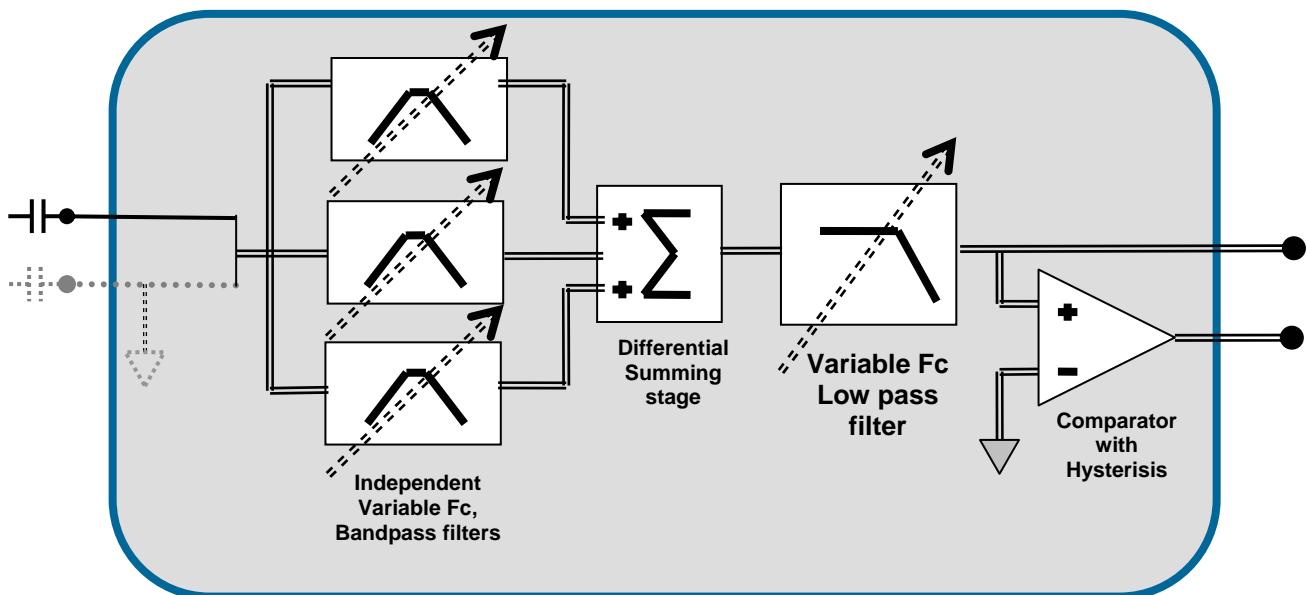 Differential
Summing
stage
Variable Fc
Low pass
filter
Comparator
with
Hysterisis
Independent
Variable Fc,
Bandpass filters